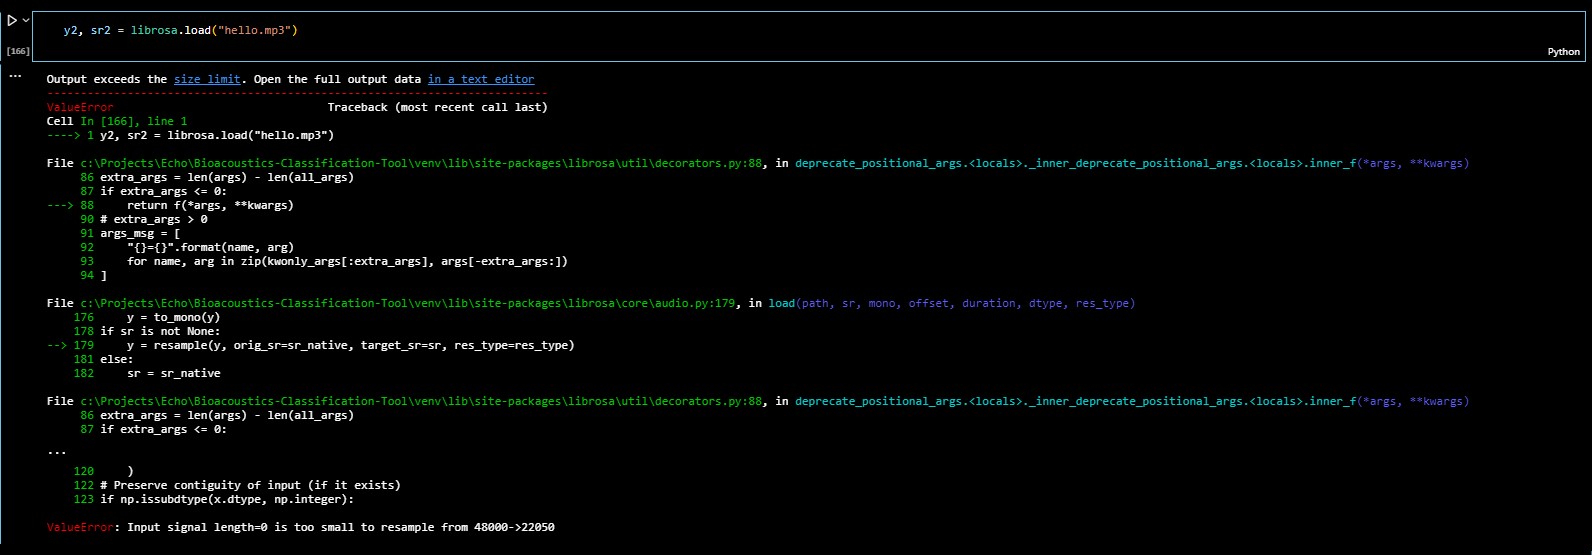 y2, sr2 = librosa.load("hello.mp3")
[166]
Python
...
Output exceeds the size limit. Open the full output data in a text editor
---------------------------------------------------------------------------
ValueError                                Traceback (most recent call last)
Cell In [166], line 1
----> 1 y2, sr2 = librosa.load("hello.mp3")
File c:\Projects\Echo\Bioacoustics-Classification-Tool\venv\lib\site-packages\librosa\util\decorators.py:88, in deprecate_positional_args.<locals>._inner_deprecate_positional_args.<locals>.inner_f(*args, **kwargs)
     86 extra_args = len(args) - len(all_args)
     87 if extra_args <= 0:
---> 88     return f(*args, **kwargs)
     90 # extra_args > 0
     91 args_msg = [
     92     "{}={}".format(name, arg)
     93     for name, arg in zip(kwonly_args[:extra_args], args[-extra_args:])
     94 ]
File c:\Projects\Echo\Bioacoustics-Classification-Tool\venv\lib\site-packages\librosa\core\audio.py:179, in load(path, sr, mono, offset, duration, dtype, res_type)
    176     y = to_mono(y)
    178 if sr is not None:
--> 179     y = resample(y, orig_sr=sr_native, target_sr=sr, res_type=res_type)
    181 else:
    182     sr = sr_native
File c:\Projects\Echo\Bioacoustics-Classification-Tool\venv\lib\site-packages\librosa\util\decorators.py:88, in deprecate_positional_args.<locals>._inner_deprecate_positional_args.<locals>.inner_f(*args, **kwargs)
     86 extra_args = len(args) - len(all_args)
     87 if extra_args <= 0:
...
    120     )
    122 # Preserve contiguity of input (if it exists)
    123 if np.issubdtype(x.dtype, np.integer):
ValueError: Input signal length=0 is too small to resample from 48000->22050